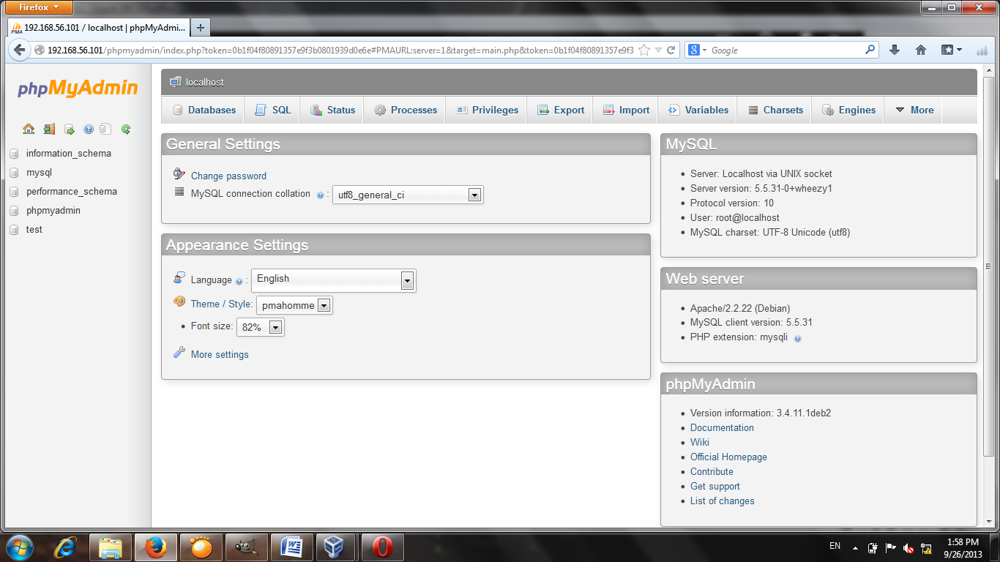 Firefox
192.168.56.101 / localhost | phpMyAdmi...
192.168.56.101/phpmyadmin/index.php?token=0b1f04f80891357e9f3b0801939d0e6e#PMAURL:server=1&target=main.php&token=0b1f04f80891357e9f3
Google
phpMyAdmin
information_schema
mysql
performance_schema
phpmyadmin
test
localhost
Databases SQL Status Processes Privileges Export Import Variables Charsets Engines More
General Settings
Change password
MySQL connection collation : utf8_general_ci
Appearance Settings
Language : English
Theme / Style: pmahomme
• Font size: 82%
More settings
MySQL
• Server: Localhost via UNIX socket
• Server version: 5.5.31-0+wheezy1
• Protocol version: 10
• User: root@localhost
• MySQL charset: UTF-8 Unicode (utf8)
Web server
• Apache/2.2.22 (Debian)
• MySQL client version: 5.5.31
• PHP extension: mysqli
phpMyAdmin
• Version information: 3.4.11.1deb2
• Documentation
• Wiki
• Official Homepage
• Contribute
• Get support
• List of changes
EN
1:58 PM
9/26/2013